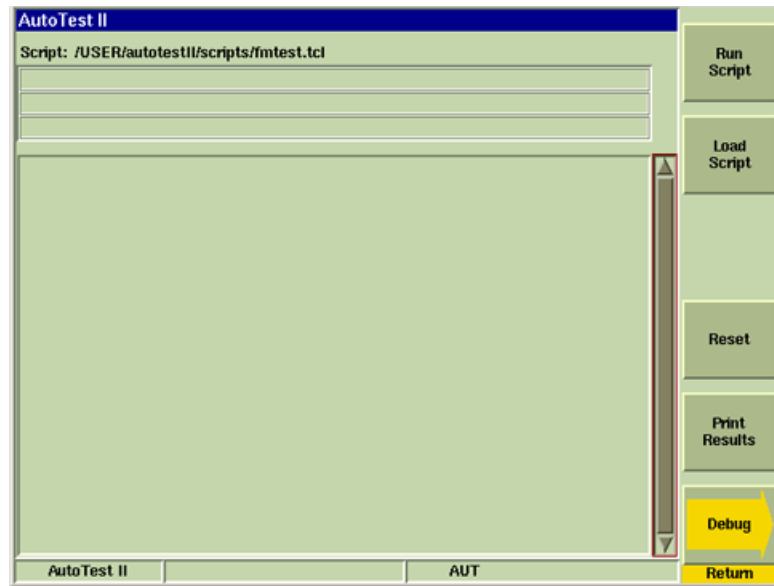 AutoTest II
Script: /USER/autotestII/scripts/fmtest.tcl
Run
Script
Load
Script
Reset
Print
Results
Debug
Return
AutoTest II
AUT